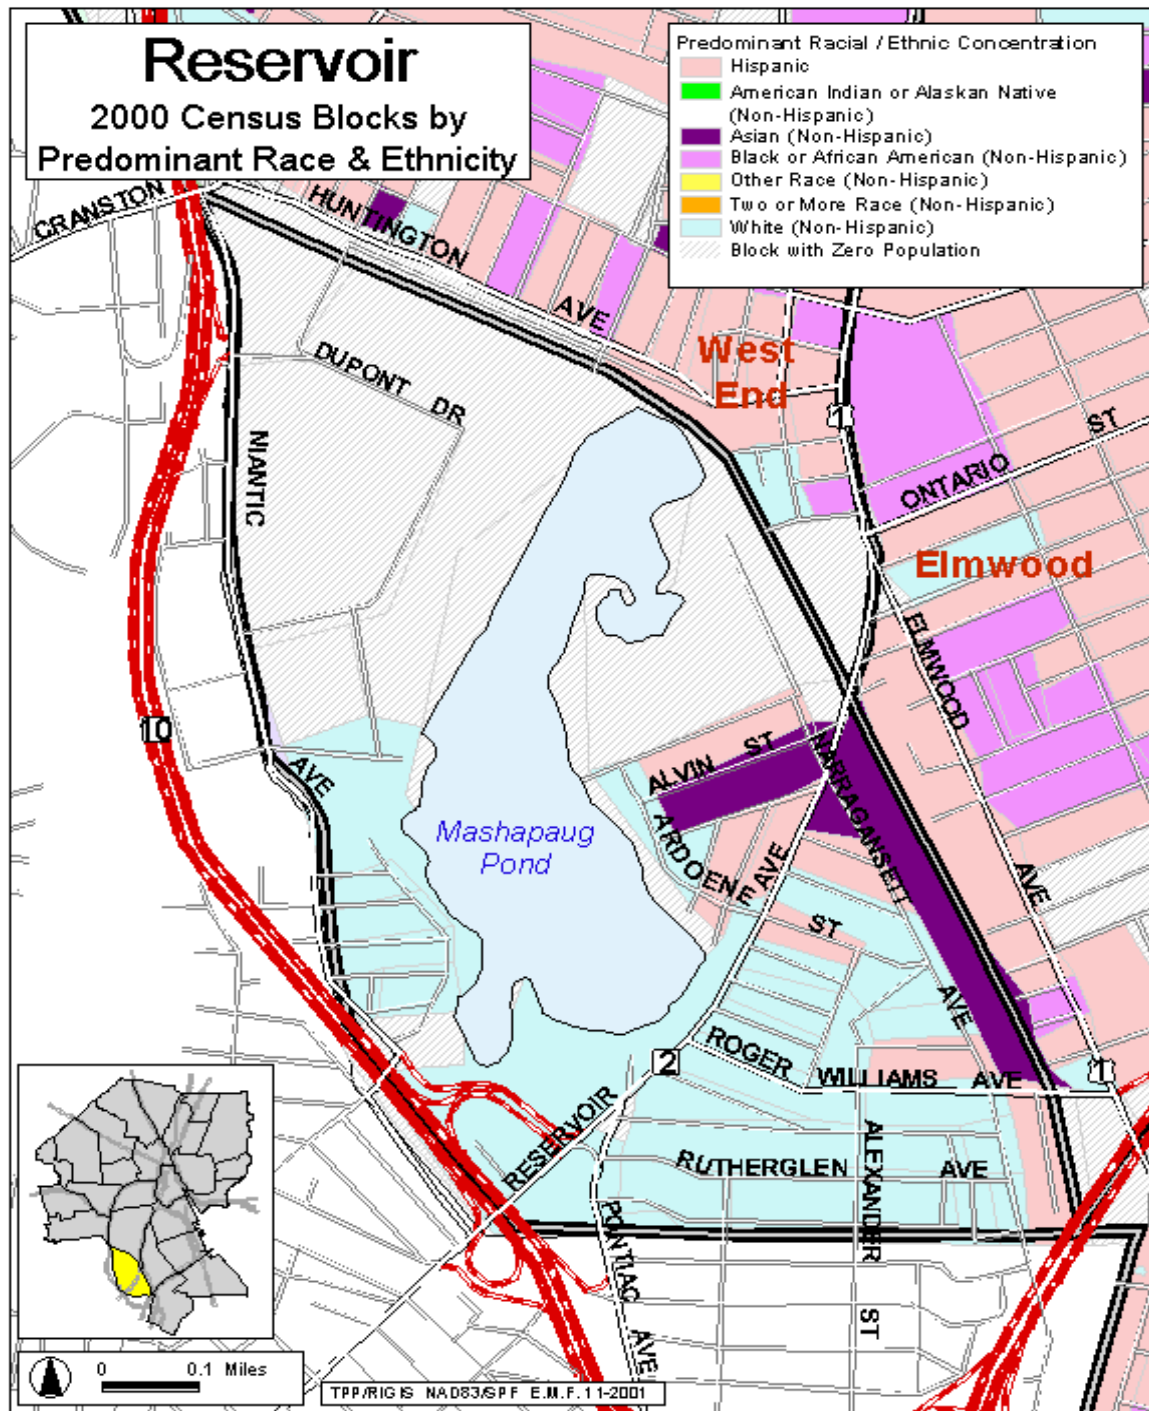 Reservoir
2000 Census Blocks by
Predominant Race & Ethnicity
Predominant Racial / Ethnic Concentration
Hispanic
American Indian or Alaskan Native
(Non-Hispanic)
Asian (Non-Hispanic)
Black or African American (Non-Hispanic)
Other Race (Non-Hispanic)
Two or More Race (Non-Hispanic)
White (Non-Hispanic)
Block with Zero Population
CRANSTON
HUNTINGTON
AVE
West
End
1
DUPONT DR
NIANTIC
AVE
ONTARIO ST
Elmwood
ELMWOOD
AVE
10
ALVIN ST
NARRAGANSETT
AVE
Mashapaug
Pond
ARDOENE
ST
AVE
ROGER
WILLIAMS AVE
1
2
RESERVOIR
RUTHERGLEN AVE
ALEXANDER
ST
PONTIAC
AVE
0 0.1 Miles
TPP/RIGIS NAD83/SPF E.M.F. 11-2001